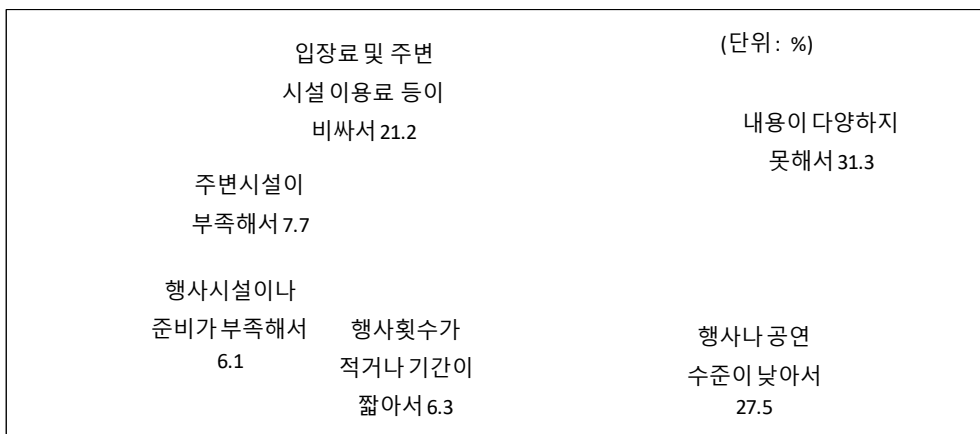 (단위: %)
입장료 및 주변
시설 이용료 등이
비싸서 21.2
내용이 다양하지
못해서 31.3
주변시설이
부족해서 7.7
행사시설이나
준비가 부족해서
6.1
행사횟수가
적거나 기간이
짧아서 6.3
행사나 공연
수준이 낮아서
27.5